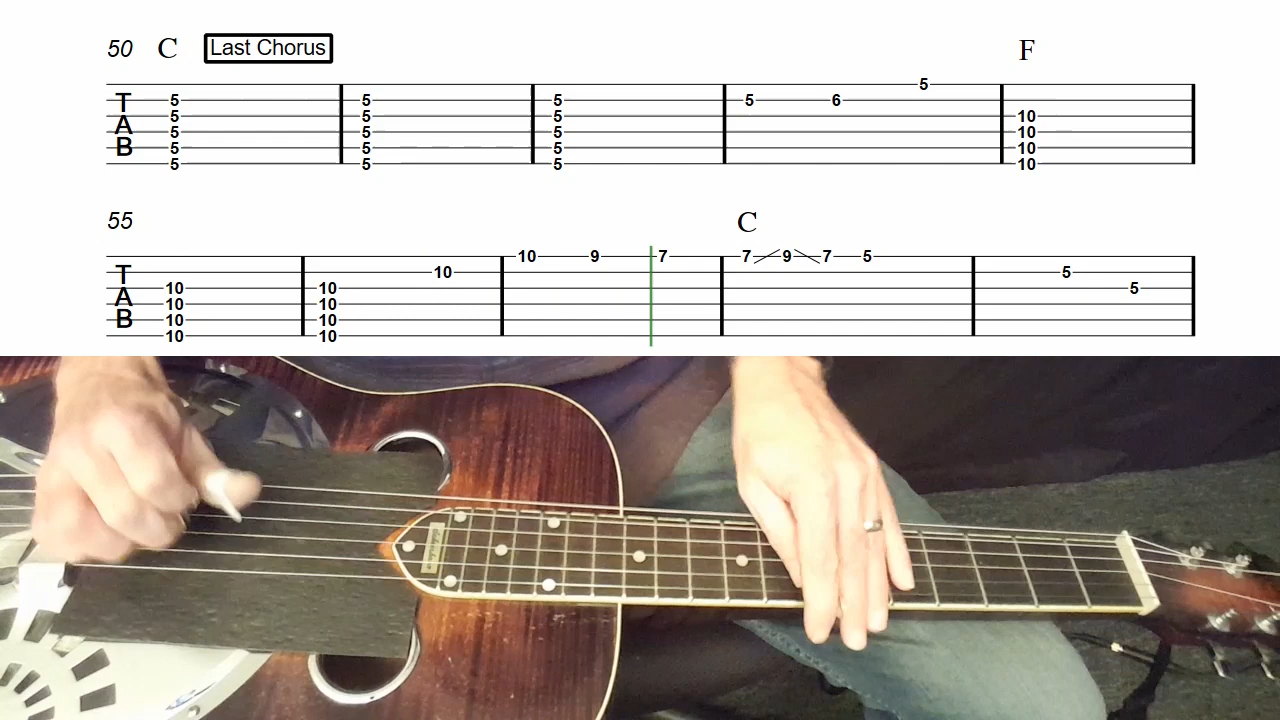 50 C Last Chorus F
5 5 5 5 6 5
T 5 5 5 10
A 5 5 5 10
B 5 5 5 10
5 5 5 10
55 C
10 9 7 7 9 7 5
T 10 5
10 10 5
A 10 10
B 10 10
10 10